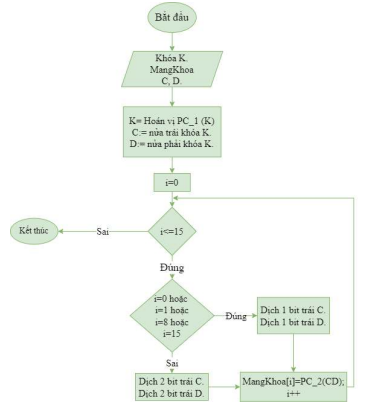 Bắt đầu
Khóa K.
MangKhoa
C, D.
K= Hoán vị PC_1 (K)
C:= nửa trái khóa K.
D:= nửa phải khóa K.
i=0
i<=15
Sai
Kết thúc
Đúng
i=0 hoặc
i=1 hoặc
i=8 hoặc
i=15
Đúng
Dịch 1 bit trái C.
Dịch 1 bit trái D.
Sai
Dịch 2 bit trái C.
Dịch 2 bit trái D.
MangKhoa[i]=PC_2(CD);
i++